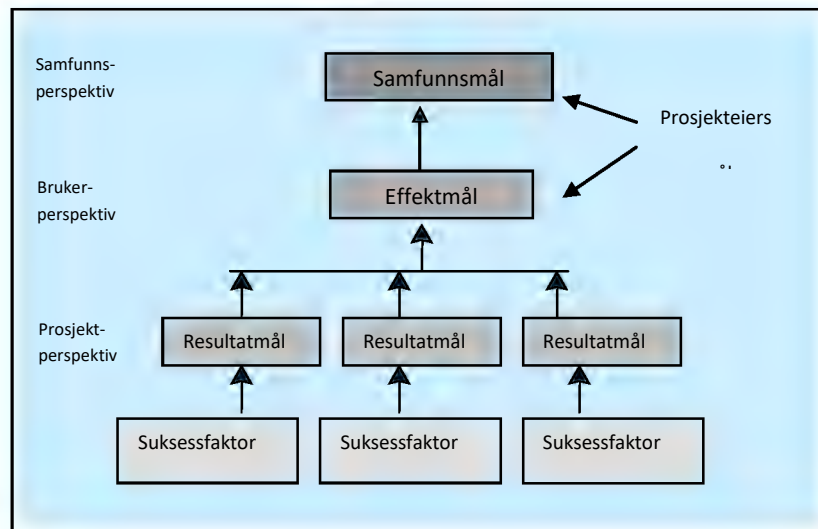 Samfunns-
perspektiv
Samfunnsmål
Prosjekteiers
Bruker-
perspektiv
Effektmål
Prosjekt-
perspektiv
Resultatmål
Resultatmål
Resultatmål
Suksessfaktor
Suksessfaktor
Suksessfaktor